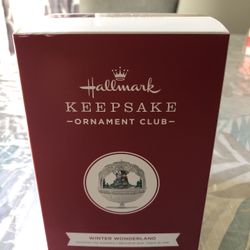 Hallmark
KEEPSAKE
—ORNAMENT CLUB—
WINTER WONDERLAND